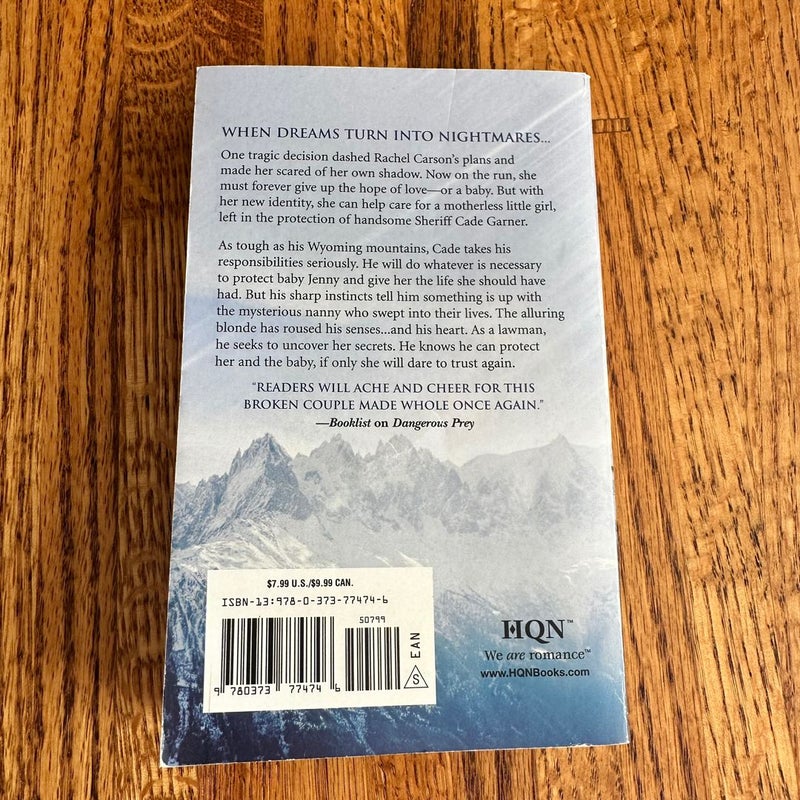 WHEN DREAMS TURN INTO NIGHTMARES...
One tragic decision dashed Rachel Carson's plans and
made her scared of her own shadow. Now on the run, she
must forever give up the hope of love—or a baby. But with
her new identity, she can help care for a motherless little girl,
left in the protection of handsome Sheriff Cade Garner.
As tough as his Wyoming mountains, Cade takes his
responsibilities seriously. He will do whatever is necessary
to protect baby Jenny and give her the life she should have
had. But his sharp instincts tell him something is up with
the mysterious nanny who swept into their lives. The alluring
blonde has roused his senses...and his heart. As a lawman,
he seeks to uncover her secrets. He knows he can protect
her and the baby, if only she will dare to trust again.
"READERS WILL ACHE AND CHEER FOR THIS
BROKEN COUPLE MADE WHOLE ONCE AGAIN."
—Booklist on Dangerous Prey
$7.99 U.S./$9.99 CAN.
ISBN-13:978-0-373-77474-6
50799
9 780373 774746
EAN
S
HQN™
We are romance™
www.HQNBooks.com